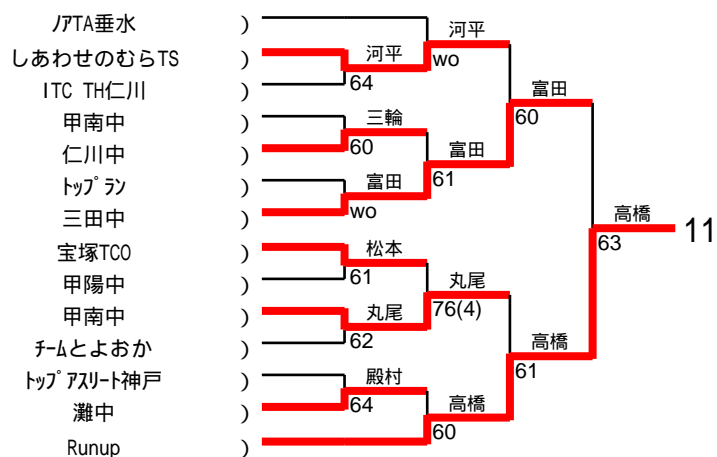 ﾉｱTA垂水 )
しあわせのむらTS )
ITC TH仁川 )
甲南中 )
仁川中 )
ﾄｯﾌﾟﾗﾝ )
三田中 )
宝塚TCO )
甲陽中 )
甲南中 )
ﾁｰﾑとよおか )
ﾄｯﾌﾟｱｽﾘｰﾄ神戸 )
灘中 )
Runup )
河平
64
三輪
60
富田
wo
松本
61
丸尾
62
殿村
64
河平
wo
富田
61
丸尾
76(4)
高橋
60
富田
60
高橋
61
高橋
63
11